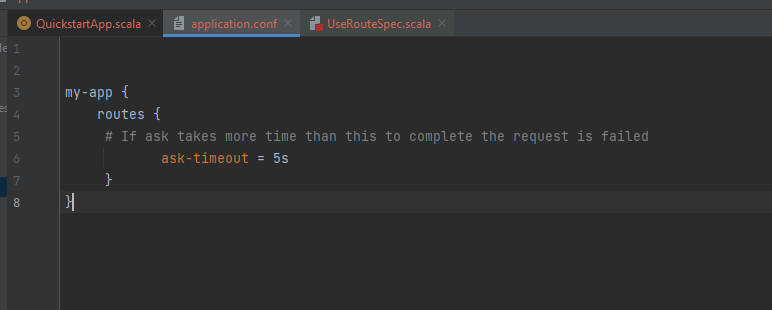 QuickstartApp.scala application.conf UseRouteSpec.scala
1
2
3 my-app {
4 routes {
5 # If ask takes more time than this to complete the request is failed
6 ask-timeout = 5s
7 }
8 }